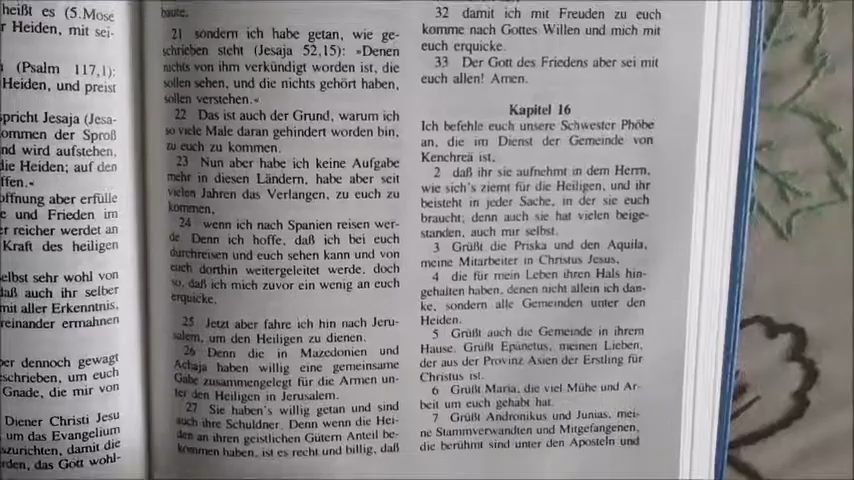 heißt es (5.Mose
r Heiden, mit sei-
(Psalm 117,1):
Heiden, und preist
spricht Jesaja (Jesa-
ommen der Sproß
nd wird aufstehen,
die Heiden; auf den
ffen.«
offnung aber erfülle
e und Frieden im
er reicher werdet an
Kraft des heiligen
elbst sehr wohl von
daß auch ihr selber
mit aller Erkenntnis,
reinander ermahnen
er dennoch gewagt
schrieben, um euch
Gnade, die mir von
Diener Christi Jesu
um das Evangelium
szurichten, damit die
rden, das Gott wohl-
baute,
21 sondern ich habe getan, wie ge-
schrieben steht (Jesaja 52,15): »Denen
nichts von ihm verkündigt worden ist, die
sollen sehen, und die nichts gehört haben,
sollen verstehen.«
22 Das ist auch der Grund, warum ich
so viele Male daran gehindert worden bin,
zu euch zu kommen.
23 Nun aber habe ich keine Aufgabe
mehr in diesen Ländern, habe aber seit
vielen Jahren das Verlangen, zu euch zu
kommen,
24 wenn ich nach Spanien reisen wer-
de. Denn ich hoffe, daß ich bei euch
durchreisen und euch sehen kann und von
euch dorthin weitergeleitet werde, doch
so, daß ich mich zuvor ein wenig an euch
erquicke.
25 Jetzt aber fahre ich hin nach Jeru-
salem, um den Heiligen zu dienen.
26 Denn die in Mazedonien und
Achaja haben willig eine gemeinsame
Gabe zusammengelegt für die Armen un-
ter den Heiligen in Jerusalem.
27 Sie haben's willig getan und sind
auch ihre Schuldner. Denn wenn die Hei-
den an ihren geistlichen Gütern Anteil be-
kommen haben, ist es recht und billig, daß
32 damit ich mit Freuden zu euch
komme nach Gottes Willen und mich mit
euch erquicke.
33 Der Gott des Friedens aber sei mit
euch allen! Amen.
Kapitel 16
Ich befehle euch unsere Schwester Phöbe
an, die im Dienst der Gemeinde von
Kenchreä ist,
2 daß ihr sie aufnehmt in dem Herrn,
wie sich's ziemt für die Heiligen, und ihr
beisteht in jeder Sache, in der sie euch
braucht; denn auch sie hat vielen beige-
standen, auch mir selbst.
3 Grüßt die Priska und den Aquila,
meine Mitarbeiter in Christus Jesus,
4 die für mein Leben ihren Hals hin-
gehalten haben, denen nicht allein ich dan-
ke, sondern alle Gemeinden unter den
Heiden.
5 Grüßt auch die Gemeinde in ihrem
Hause. Grüßt Epänetus, meinen Lieben,
der aus der Provinz Asien der Erstling für
Christus ist.
6 Grüßt Maria, die viel Mühe und Ar-
beit um euch gehabt hat.
7 Grüßt Andronikus und Junias, mei-
ne Stammverwandten und Mitgefangenen,
die berühmt sind unter den Aposteln und